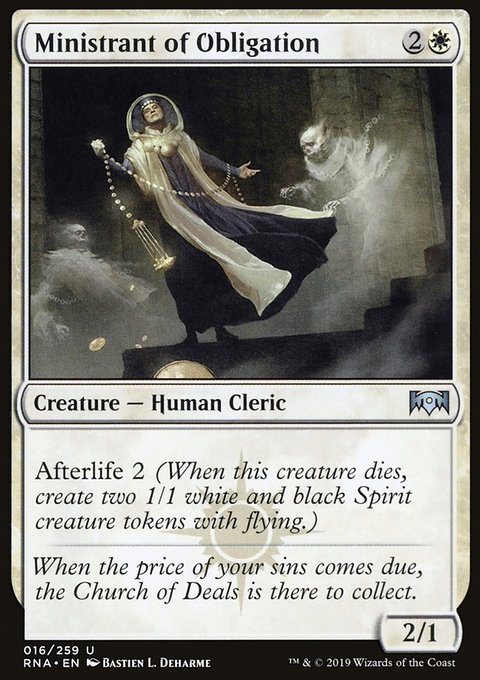 Ministrant of Obligation 2
Creature — Human Cleric
Afterlife 2 (When this creature dies,
create two 1/1 white and black Spirit
creature tokens with flying.)
When the price of your sins comes due,
the Church of Deals is there to collect.
2/1
016/259 U
RNA • EN Bastien L. Deharme
™ & © 2019 Wizards of the Coast